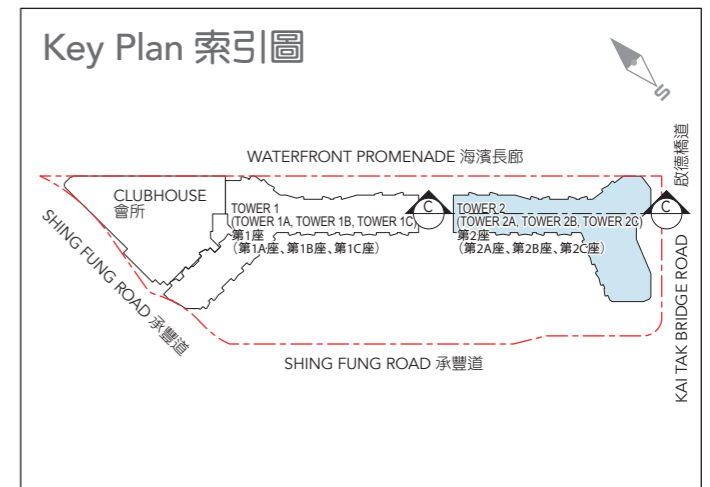 Key Plan 索引圖
S
WATERFRONT PROMENADE 海濱長廊
啟德橋道
KAI TAK BRIDGE ROAD
CLUBHOUSE
會所
TOWER 1
(TOWER 1A, TOWER 1B, TOWER 1C)
第1座
（第1A座、第1B座、第1C座）
C
TOWER 2
(TOWER 2A, TOWER 2B, TOWER 2C)
第2座
（第2A座、第2B座、第2C座）
C
SHING FUNG ROAD 承豐道
SHING FUNG ROAD 承豐道